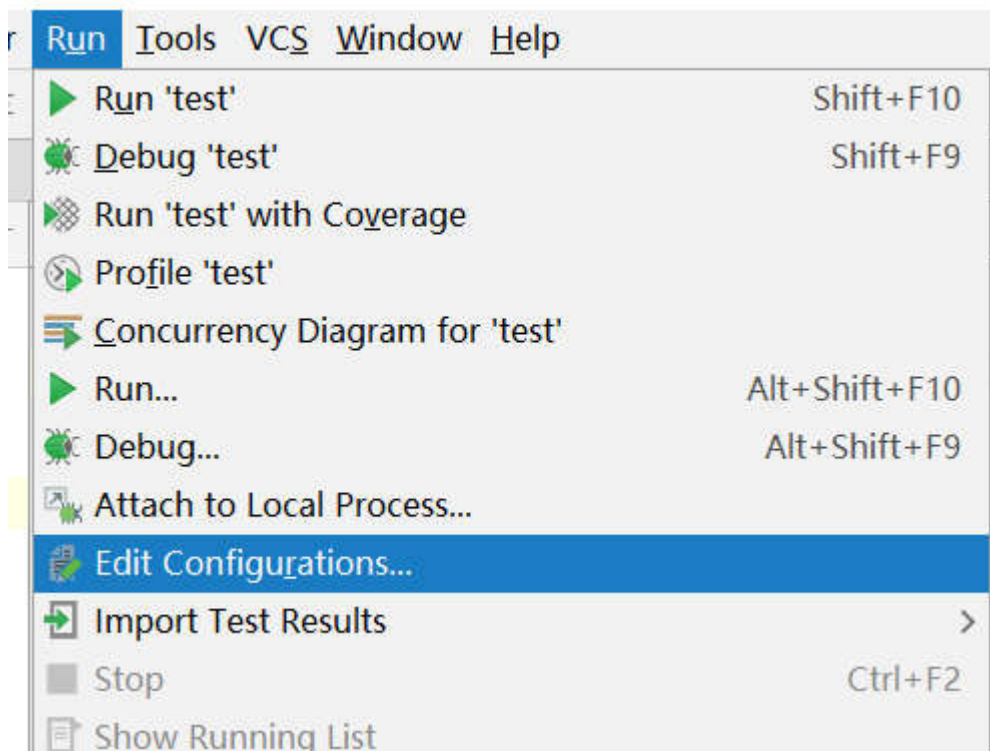 r Run Tools VCS Window Help
Run 'test' Shift+F10
Debug 'test' Shift+F9
Run 'test' with Coverage
Profile 'test'
Concurrency Diagram for 'test'
Run... Alt+Shift+F10
Debug... Alt+Shift+F9
Attach to Local Process...
Edit Configurations...
Import Test Results
Stop Ctrl+F2
Show Running List